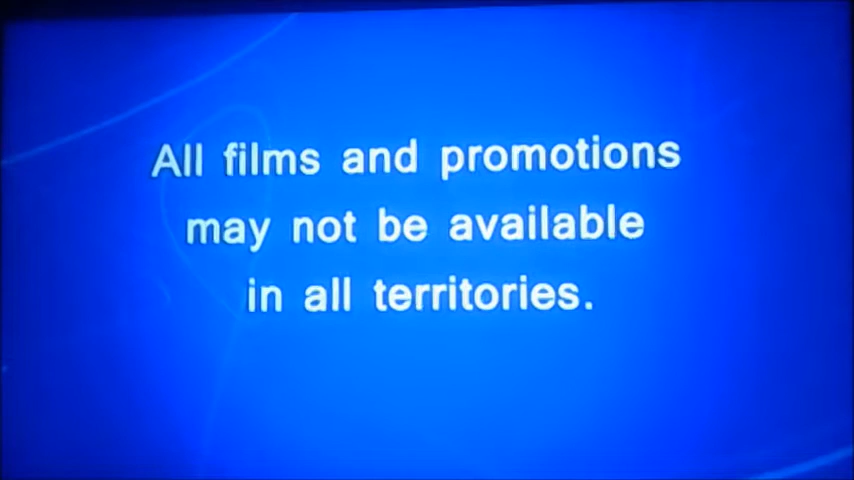 All films and promotions
may not be available
in all territories.